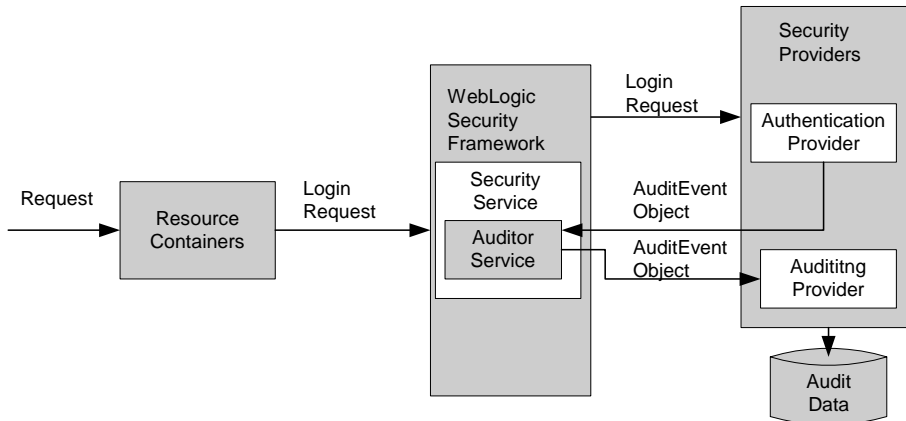 Request
Resource
Containers
Login
Request
WebLogic
Security
Framework
Security
Service
Auditor
Service
Login
Request
AuditEvent
Object
AuditEvent
Object
Security
Providers
Authentication
Provider
Audititng
Provider
Audit
Data